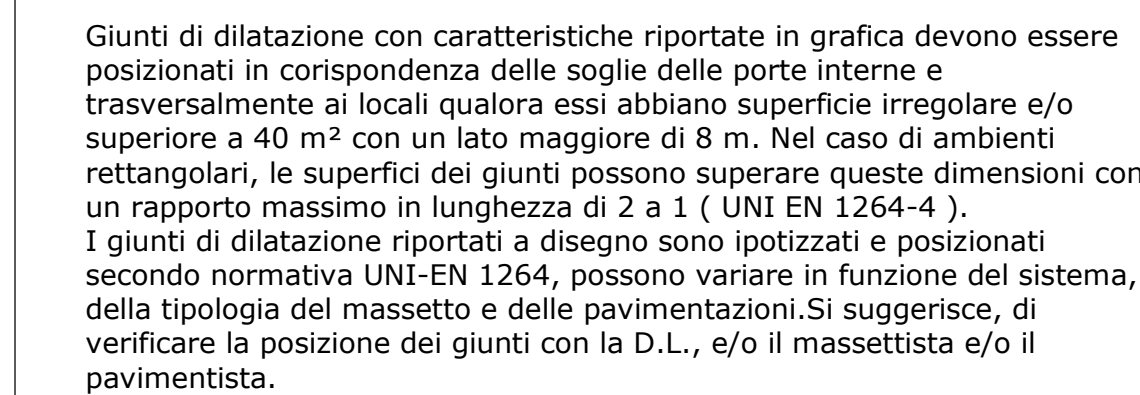 Giunti di dilatazione con caratteristiche riportate in grafica devono essere
posizionati in corispondenza delle soglie delle porte interne e
trasversalmente ai locali qualora essi abbiano superficie irregolare e/o
superiore a 40 m² con un lato maggiore di 8 m. Nel caso di ambienti
rettangolari, le superfici dei giunti possono superare queste dimensioni con
un rapporto massimo in lunghezza di 2 a 1 ( UNI EN 1264-4 ).
I giunti di dilatazione riportati a disegno sono ipotizzati e posizionati
secondo normativa UNI-EN 1264, possono variare in funzione del sistema,
della tipologia del massetto e delle pavimentazioni.Si suggerisce, di
verificare la posizione dei giunti con la D.L., e/o il massettista e/o il
pavimentista.